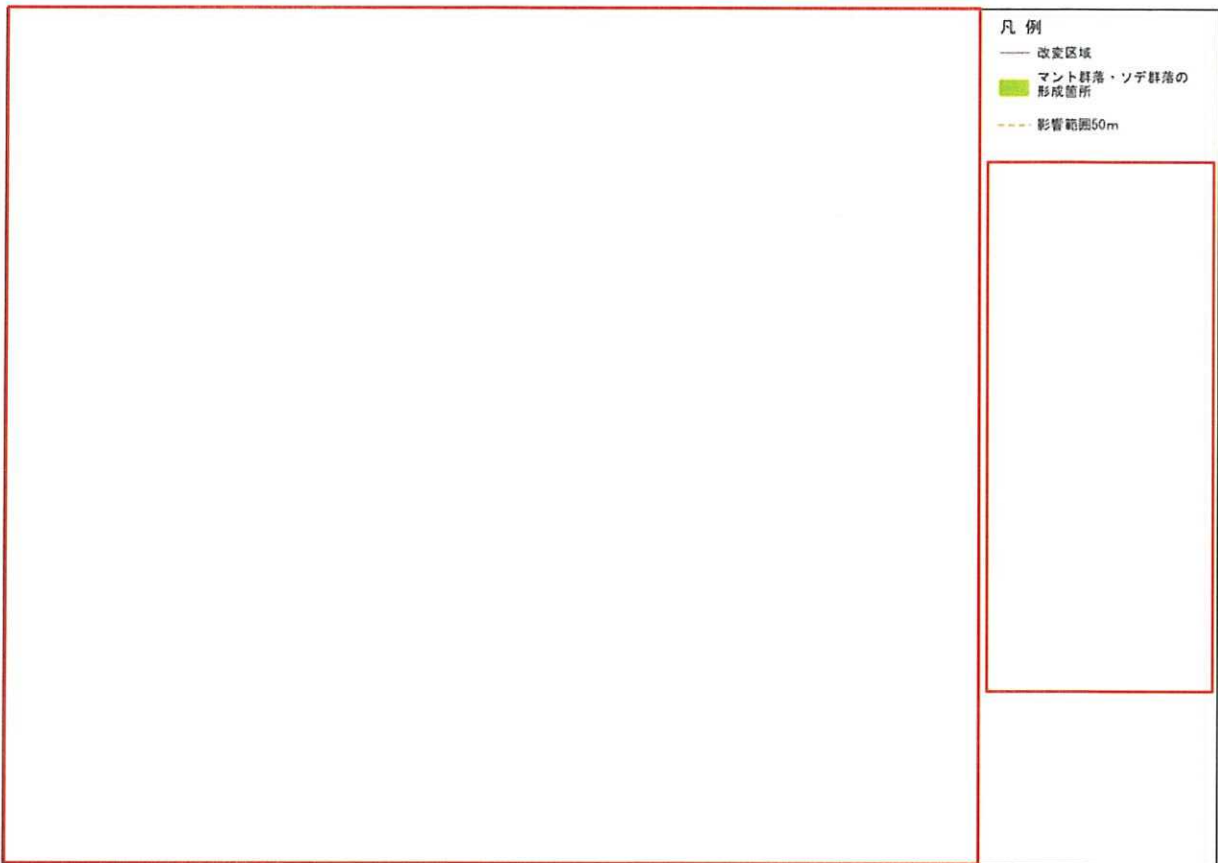 凡 例
改変区域
マント群落・ソデ群落の
形成箇所
影響範囲50m